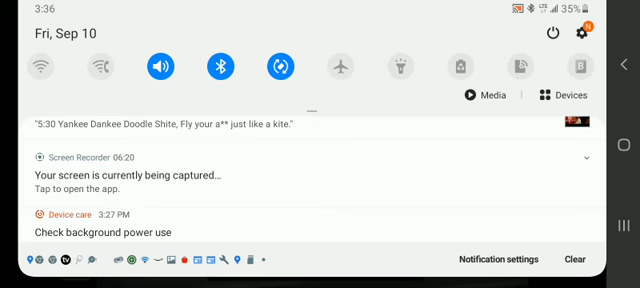 3:36
LTE
35%
Fri, Sep 10
N
B
Media
Devices
"5:30 Yankee Dankee Doodle Shite, Fly your a** just like a kite."
Screen Recorder 06:20
Your screen is currently being captured...
Tap to open the app.
Device care 3:27 PM
Check background power use
tv
Notification settings
Clear